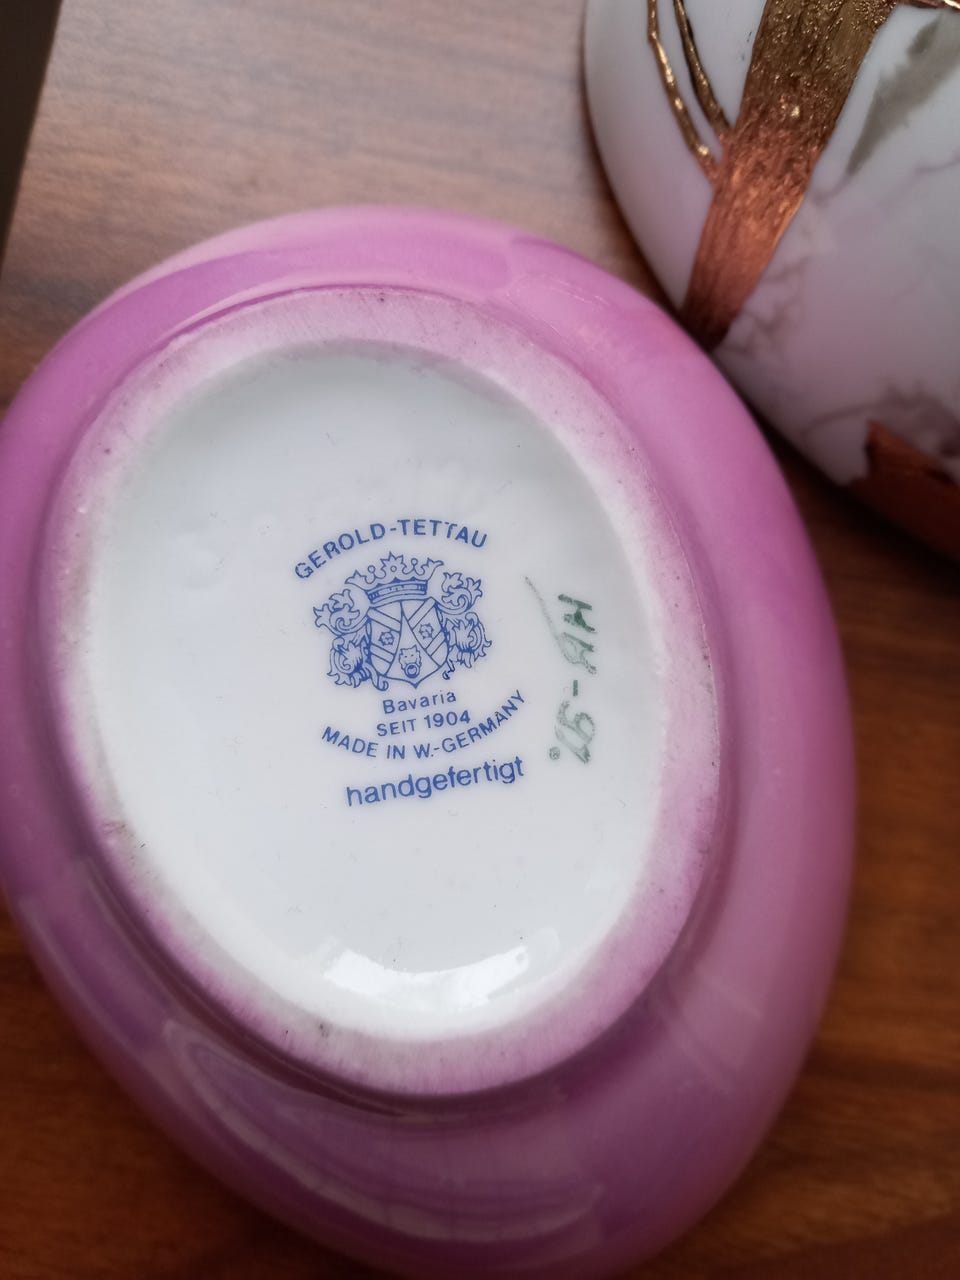 GEROLD-TETTAU
Bavaria
SEIT 1904
MADE IN W.-GERMANY
handgefertigt